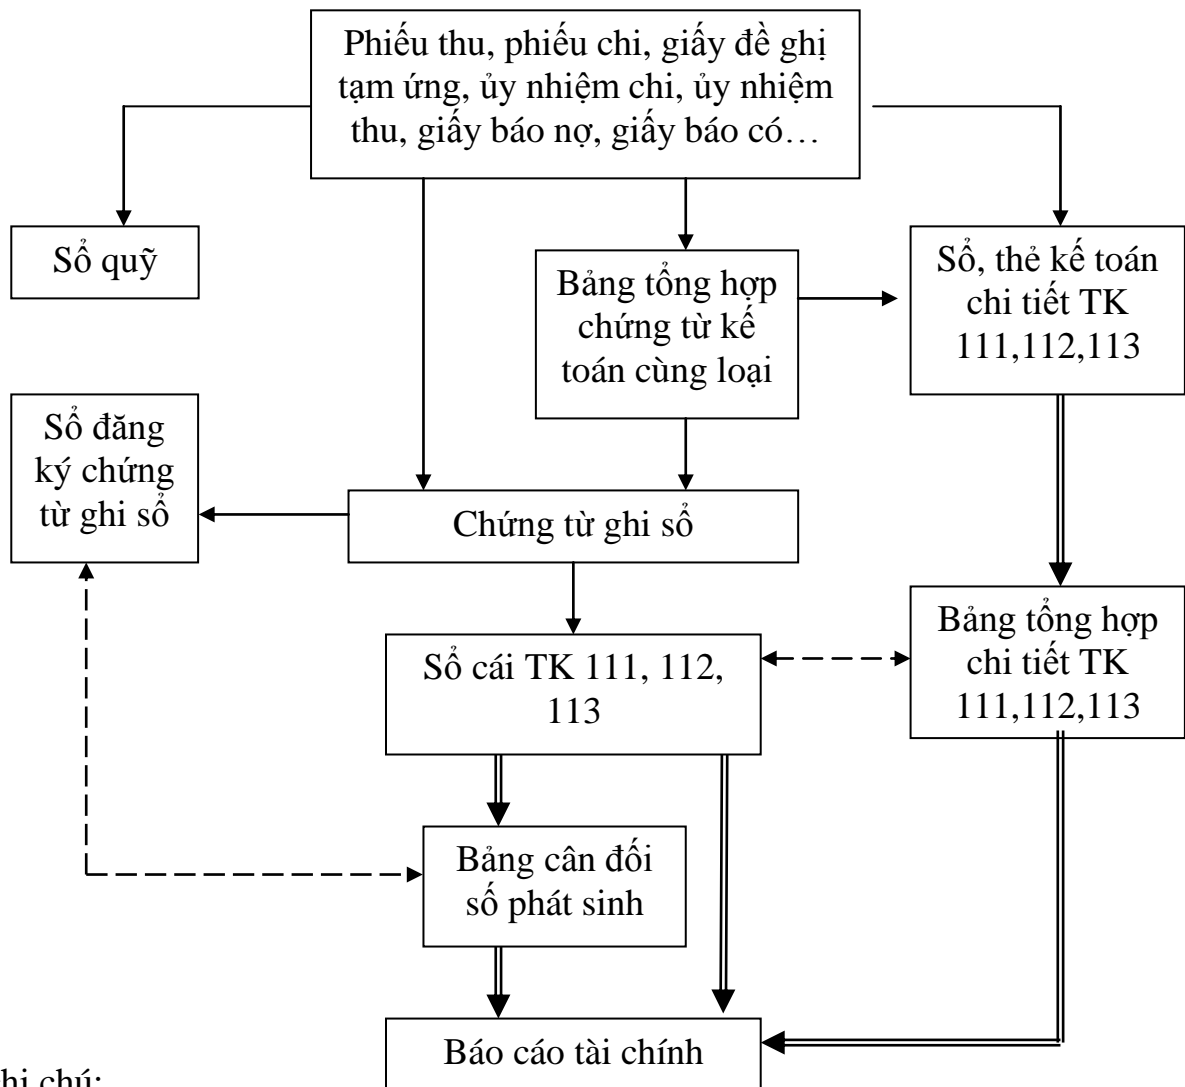 Phiếu thu, phiếu chi, giấy đề ghị
tạm ứng, ủy nhiệm chi, ủy nhiệm
thu, giấy báo nợ, giấy báo có…
Sổ quỹ
Bảng tổng hợp
chứng từ kế
toán cùng loại
Sổ, thẻ kế toán
chi tiết TK
111,112,113
Sổ đăng
ký chứng
từ ghi sổ
Chứng từ ghi sổ
Sổ cái TK 111, 112,
113
Bảng tổng hợp
chi tiết TK
111,112,113
Bảng cân đối
số phát sinh
Báo cáo tài chính
hi chú: